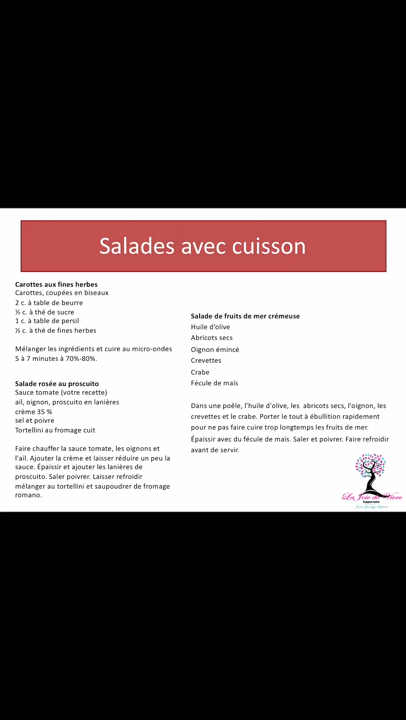 Salades avec cuisson
Carottes aux fines herbes
Carottes, coupées en biseaux
2 c. à table de beurre
½ c. à thé de sucre
1 c. à table de persil
½ c. à thé de fines herbes
Mélanger les ingrédients et cuire au micro-ondes
5 à 7 minutes à 70%-80%.
Salade rosée au proscuito
Sauce tomate (votre recette)
ail, oignon, proscuito en lanières
crème 35 %
sel et poivre
Tortellini au fromage cuit
Faire chauffer la sauce tomate, les oignons et
l'ail. Ajouter la crème et laisser réduire un peu la
sauce. Épaissir et ajouter les lanières de
proscuito. Saler poivrer. Laisser refroidir
mélanger au tortellini et saupoudrer de fromage
romano.
Salade de fruits de mer crémeuse
Huile d'olive
Abricots secs
Oignon émincé
Crevettes
Crabe
Fécule de maïs
Dans une poêle, l'huile d'olive, les abricots secs, l'oignon, les
crevettes et le crabe. Porter le tout à ébullition rapidement
pour ne pas faire cuire trop longtemps les fruits de mer.
Épaissir avec du fécule de maïs. Saler et poivrer. Faire refroidir
avant de servir.
La Joie de Vivre